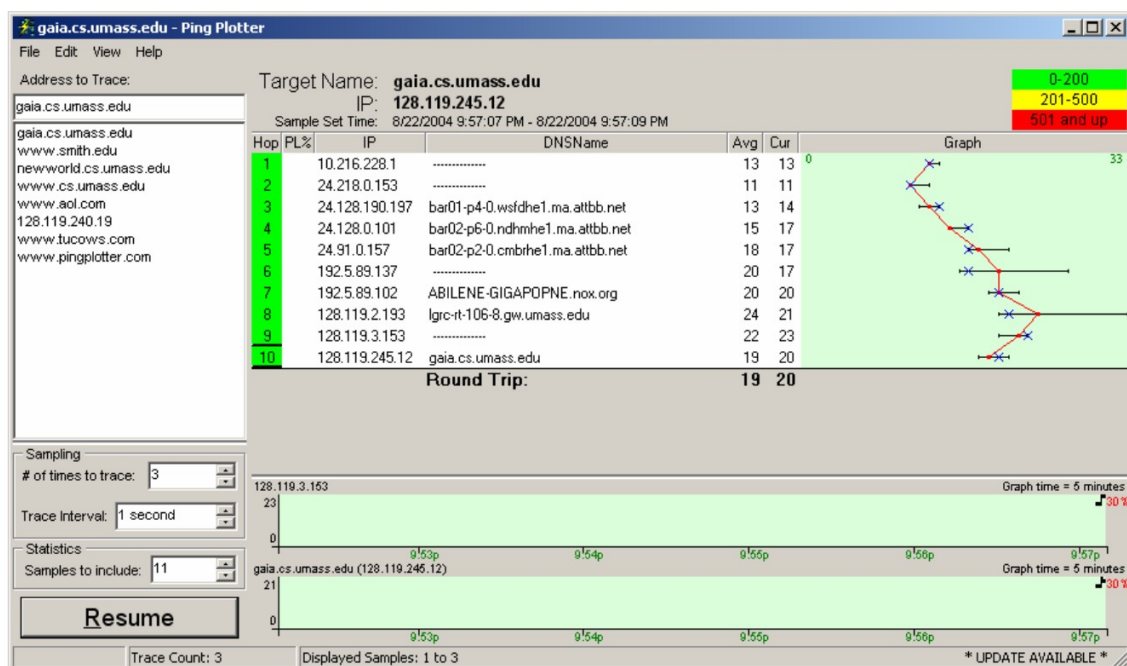 gaia.cs.umass.edu - Ping Plotter
File Edit View Help
Address to Trace:
gaia.cs.umass.edu
gaia.cs.umass.edu
www.smith.edu
newworld.cs.umass.edu
www.cs.umass.edu
www.aol.com
128.119.240.19
www.tucows.com
www.pingplotter.com
Sampling
# of times to trace: 3
Trace Interval: 1 second
Statistics
Samples to include: 11
Resume
Target Name: gaia.cs.umass.edu
IP: 128.119.245.12
Sample Set Time: 8/22/2004 9:57:07 PM - 8/22/2004 9:57:09 PM
0-200
201-500
501 and up
Hop PL% IP DNSName Avg Cur Graph
0 33
1 10.216.228.1 -------------- 13 13
2 24.218.0.153 -------------- 11 11
3 24.128.190.197 bar01-p4-0.wsfdhe1.ma.attbb.net 13 14
4 24.128.0.101 bar02-p6-0.ndhmhe1.ma.attbb.net 15 17
5 24.91.0.157 bar02-p2-0.cmbrhe1.ma.attbb.net 18 17
6 192.5.89.137 -------------- 20 17
7 192.5.89.102 ABILENE-GIGAPOPNE.nox.org 20 20
8 128.119.2.193 lgrc-rt-106-8.gw.umass.edu 24 21
9 128.119.3.153 -------------- 22 23
10 128.119.245.12 gaia.cs.umass.edu 19 20
Round Trip: 19 20
128.119.3.153 Graph time = 5 minutes
23 30%
0
9:53p 9:54p 9:55p 9:56p 9:57p
gaia.cs.umass.edu (128.119.245.12) Graph time = 5 minutes
21 30%
0
9:53p 9:54p 9:55p 9:56p 9:57p
Trace Count: 3 Displayed Samples: 1 to 3 * UPDATE AVAILABLE *